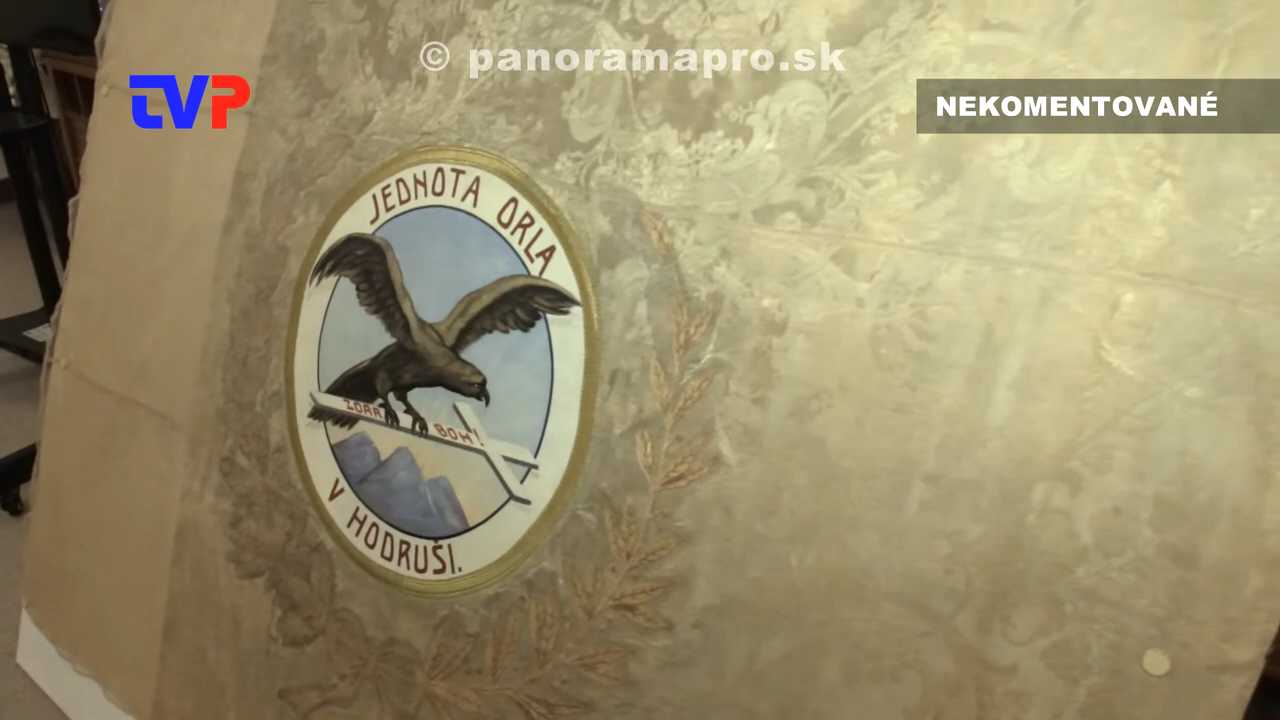 © panoramapro.sk
TVP
NEKOMENTOVANÉ
JEDNOTA ORLA
ZDAR BOH!
V HODRUŠI.